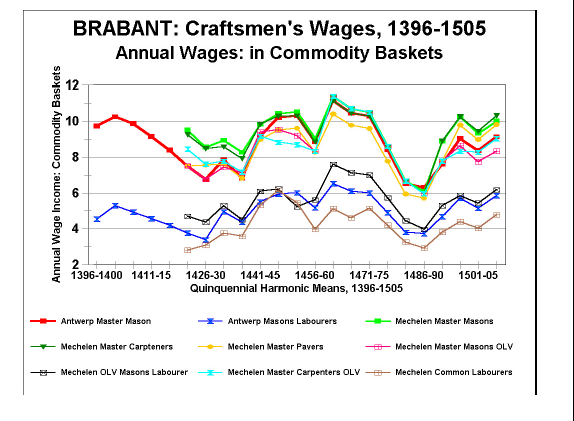 BRABANT: Craftsmen's Wages, 1396-1505
Annual Wages: in Commodity Baskets
Annual Wage Income: Commodity Baskets
12
10
8
6
4
2
1396-1400 1411-15 1426-30 1441-45 1456-60 1471-75 1486-90 1501-05
Quinquennial Harmonic Means, 1396-1505
Antwerp Master Mason Antwerp Masons Labourers Mechelen Master Masons
Mechelen Master Carpteners Mechelen Master Pavers Mechelen Master Masons OLV
Mechelen OLV Masons Labourer Mechelen Master Carpenters OLV Mechelen Common Labourers